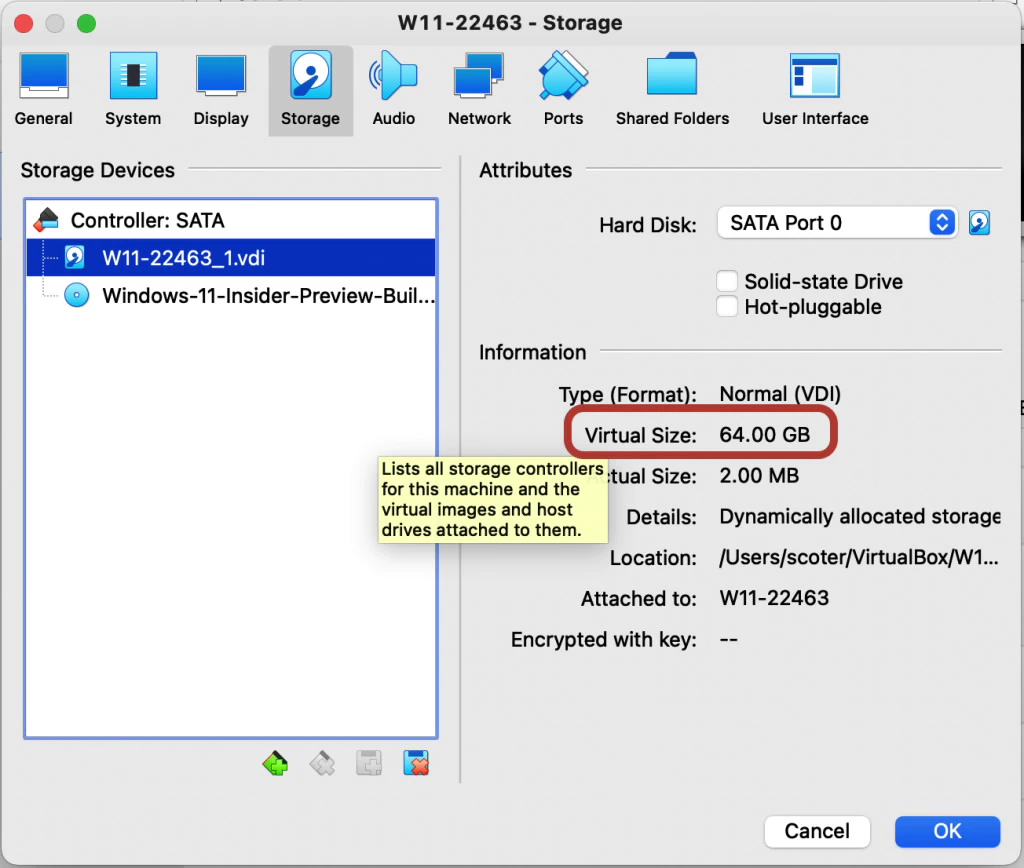 W11-22463 - Storage
General
System
Display
Storage
Audio
Network
Ports
Shared Folders
User Interface
Storage Devices
Controller: SATA
W11-22463_1.vdi
Windows-11-Insider-Preview-Buil...
Attributes
Hard Disk: SATA Port 0
Solid-state Drive
Hot-pluggable
Information
Type (Format): Normal (VDI)
Virtual Size: 64.00 GB
ctual Size: 2.00 MB
Details: Dynamically allocated storage
Location: /Users/scoter/VirtualBox/W1...
Attached to: W11-22463
Encrypted with key: --
Lists all storage controllers
for this machine and the
virtual images and host
drives attached to them.
Cancel
OK